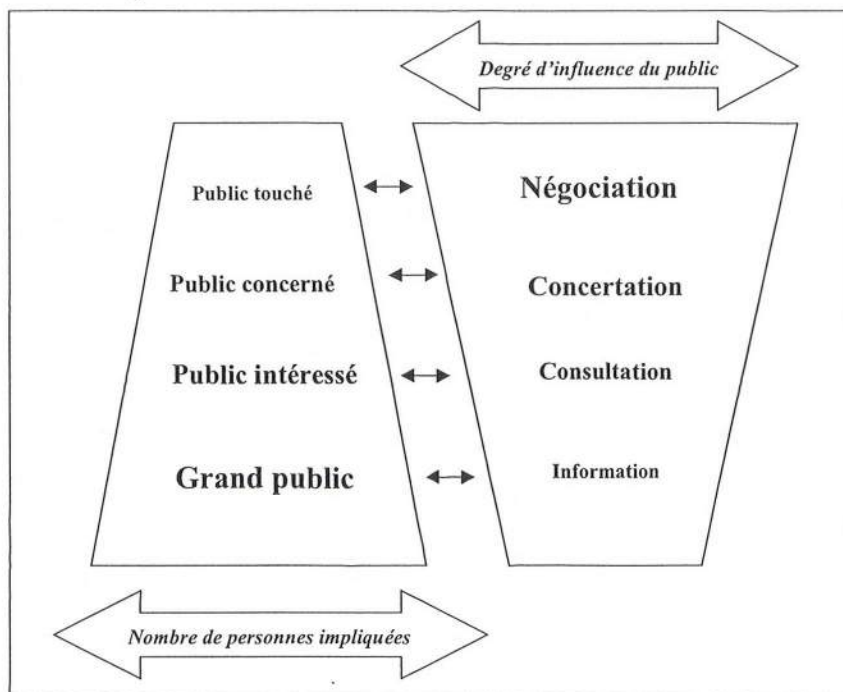 Degré d'influence du public
Public touché
Négociation
Public concerné
Concertation
Public intéressé
Consultation
Grand public
Information
Nombre de personnes impliquées